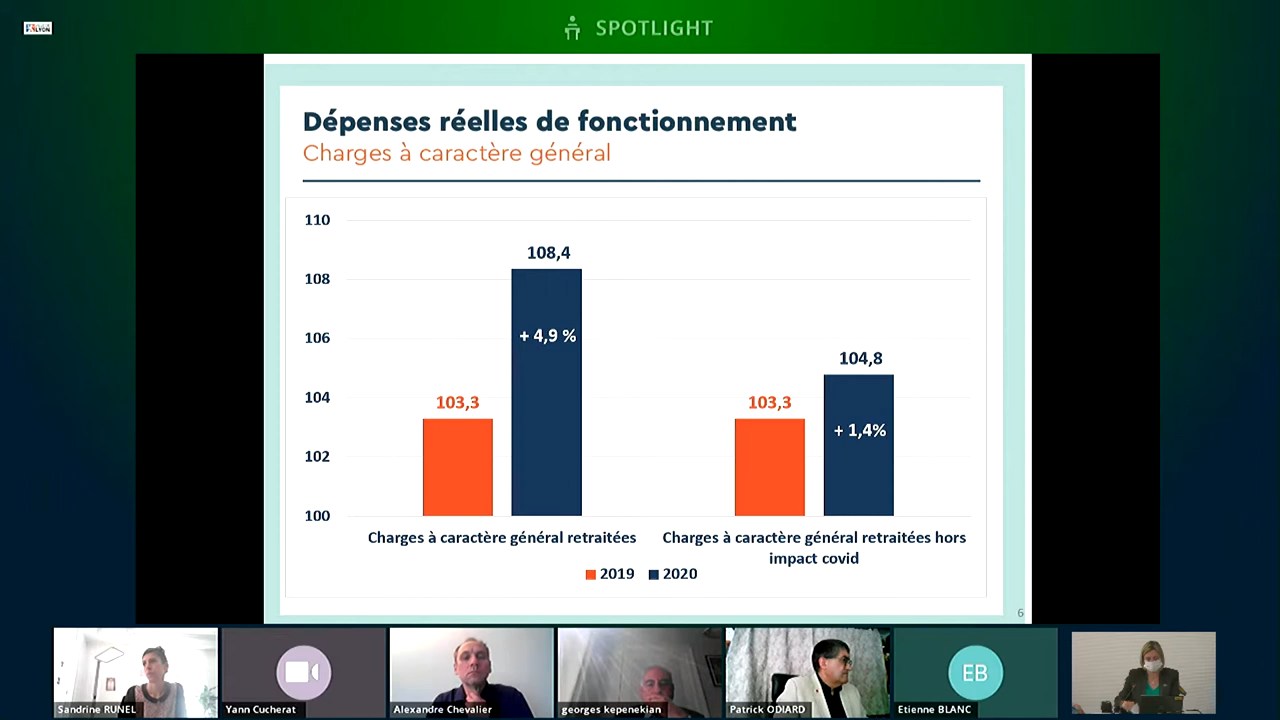 LYON
SPOTLIGHT
Dépenses réelles de fonctionnement
Charges à caractère général
110
108
106
104
102
100
103,3
108,4
+ 4,9 %
103,3
104,8
+ 1,4%
Charges à caractère général retraitées
Charges à caractère général retraitées hors
impact covid
2019
2020
6
Sandrine RUNEL
Yann Cucherat
Alexandre Chevalier
georges kepenekian
Patrick ODIARD
EB
Etienne BLANC